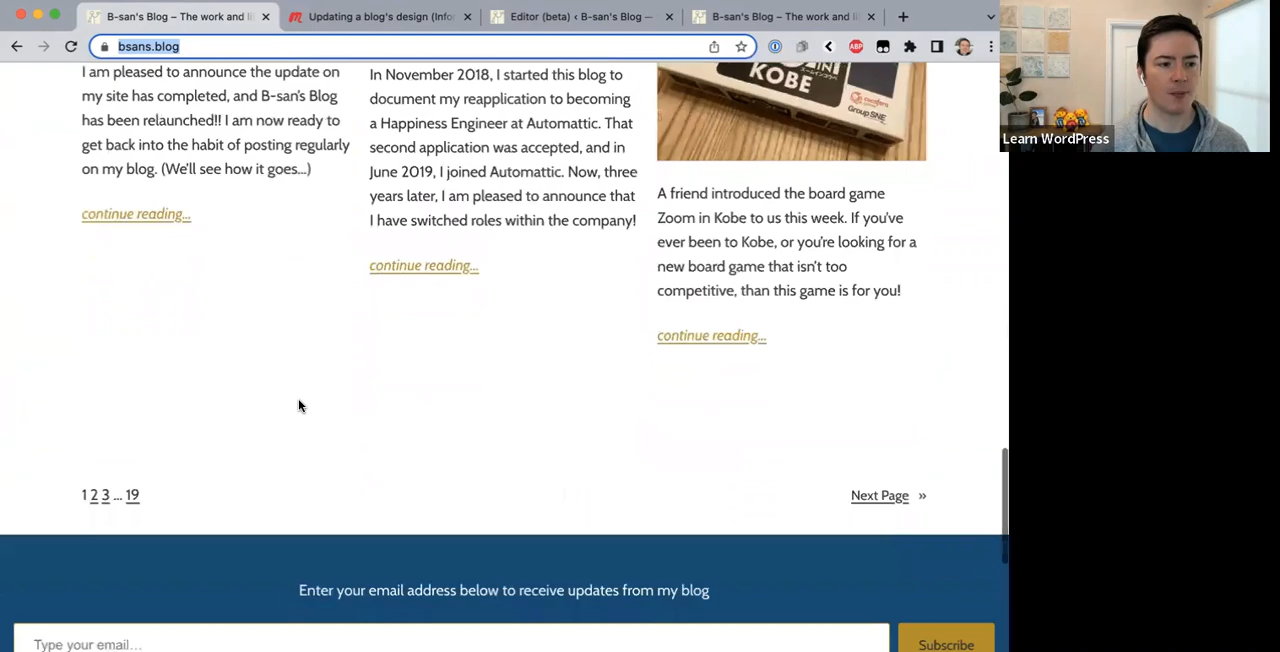 B-san's Blog – The work and li
Updating a blog's design (Info
Editor (beta) ‹ B-san's Blog —
B-san's Blog – The work and li
bsans.blog
ABP
Learn WordPress
I am pleased to announce the update on
my site has completed, and B-san's Blog
has been relaunched!! I am now ready to
get back into the habit of posting regularly
on my blog. (We'll see how it goes...)
continue reading...
In November 2018, I started this blog to
document my reapplication to becoming
a Happiness Engineer at Automattic. That
second application was accepted, and in
June 2019, I joined Automattic. Now, three
years later, I am pleased to announce that
I have switched roles within the company!
continue reading...
IN
KOBE
Group SNE
A friend introduced the board game
Zoom in Kobe to us this week. If you've
ever been to Kobe, or you're looking for a
new board game that isn't too
competitive, than this game is for you!
continue reading...
1 2 3 ... 19
Next Page »
Enter your email address below to receive updates from my blog
Type your email...
Subscribe